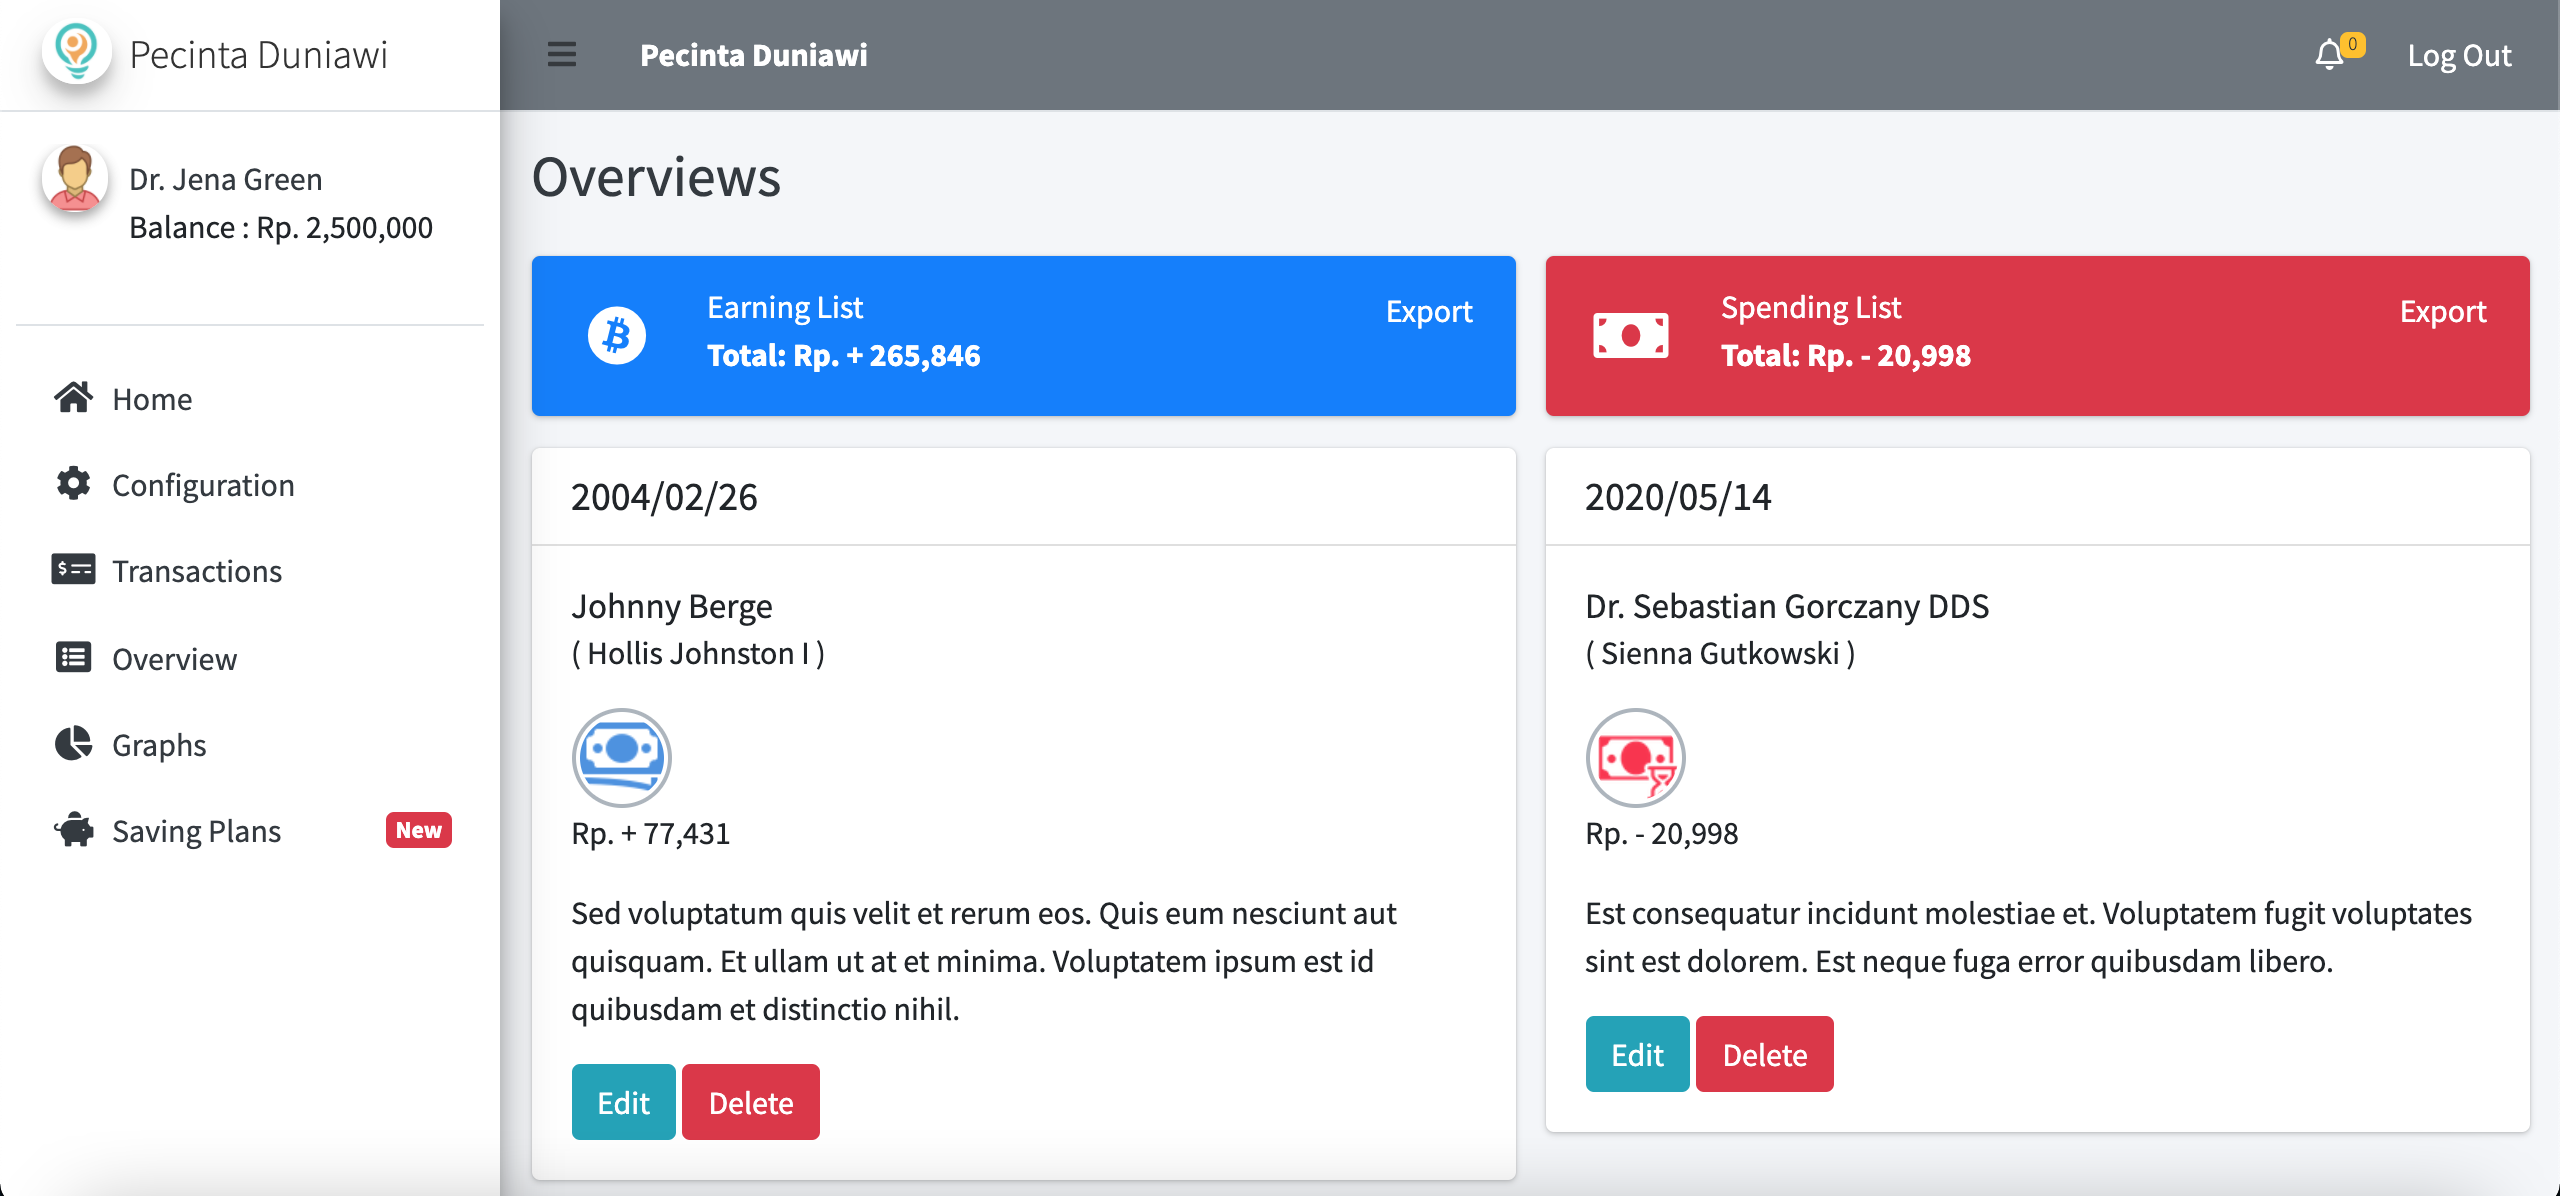 Pecinta Duniawi
Pecinta Duniawi
0
Log Out
Dr. Jena Green
Balance : Rp. 2,500,000
Home
Configuration
Transactions
Overview
Graphs
Saving Plans
New
Overviews
Earning List
Total: Rp. + 265,846
Export
Spending List
Total: Rp. - 20,998
Export
2004/02/26
Johnny Berge
( Hollis Johnston I )
Rp. + 77,431
Sed voluptatum quis velit et rerum eos. Quis eum nesciunt aut
quisquam. Et ullam ut at et minima. Voluptatem ipsum est id
quibusdam et distinctio nihil.
Edit
Delete
2020/05/14
Dr. Sebastian Gorczany DDS
( Sienna Gutkowski )
Rp. - 20,998
Est consequatur incidunt molestiae et. Voluptatem fugit voluptates
sint est dolorem. Est neque fuga error quibusdam libero.
Edit
Delete